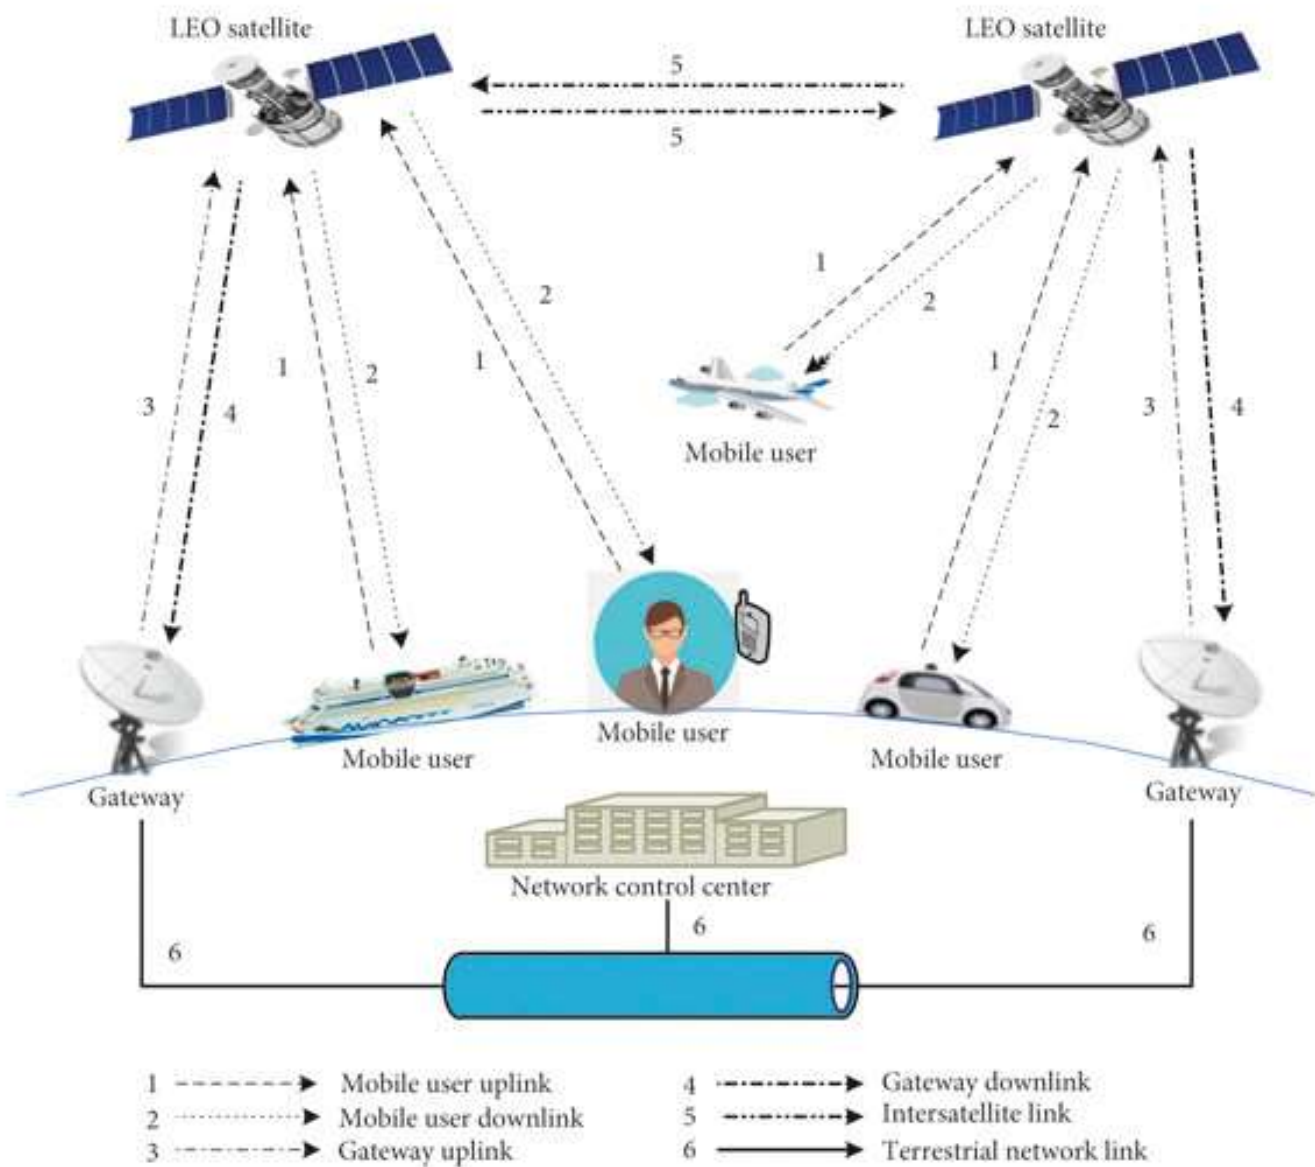 LEO satellite
LEO satellite
5
5
1
2
2
1
1
2
1
2
3
4
3
4
1
2
Mobile user
Mobile user
Mobile user
Mobile user
Gateway
Gateway
Network control center
6
6
6
1 Mobile user uplink
2 Mobile user downlink
3 Gateway uplink
4 Gateway downlink
5 Intersatellite link
6 Terrestrial network link